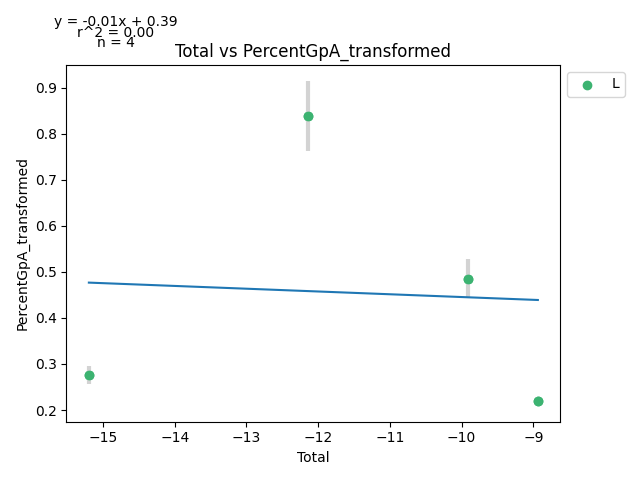 y = -0.01x + 0.39
r^2 = 0.00
n = 4
Total vs PercentGpA_transformed
L
PercentGpA_transformed
0.9
0.8
0.7
0.6
0.5
0.4
0.3
0.2
−15
−14
−13
−12
−11
−10
−9
Total